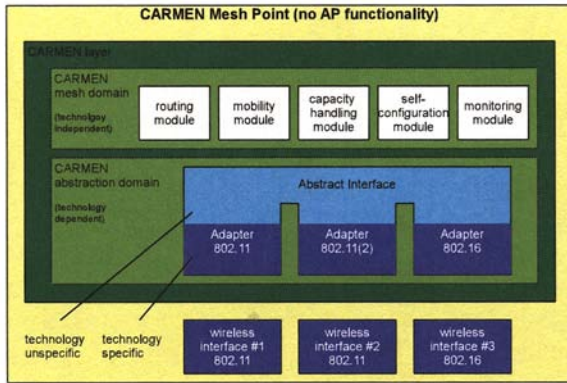 CARMEN Mesh Point (no AP functionality)
CARMEN layer
CARMEN
mesh domain
(technolgoy
independent)
routing
module
mobility
module
capacity
handling
module
self-
configuration
module
monitoring
module
CARMEN
abstraction domain
(technology
dependent)
Abstract Interface
Adapter
802.11
Adapter
802.11(2)
Adapter
802.16
technology
unspecific
technology
specific
wireless
interface #1
802.11
wireless
interface #2
802.11
wireless
interface #3
802.16